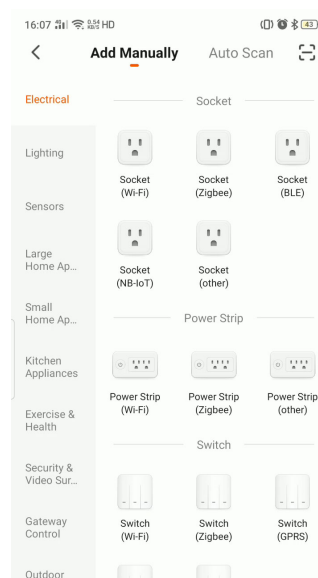 16:07 4G 0.54 KB/S HD 43
Add Manually Auto Scan
Electrical
Lighting
Sensors
Large
Home Ap...
Small
Home Ap...
Kitchen
Appliances
Exercise &
Health
Security &
Video Sur...
Gateway
Control
Outdoor
Socket
Socket
(Wi-Fi)
Socket
(Zigbee)
Socket
(BLE)
Socket
(NB-IoT)
Socket
(other)
Power Strip
Power Strip
(Wi-Fi)
Power Strip
(Zigbee)
Power Strip
(other)
Switch
Switch
(Wi-Fi)
Switch
(Zigbee)
Switch
(GPRS)